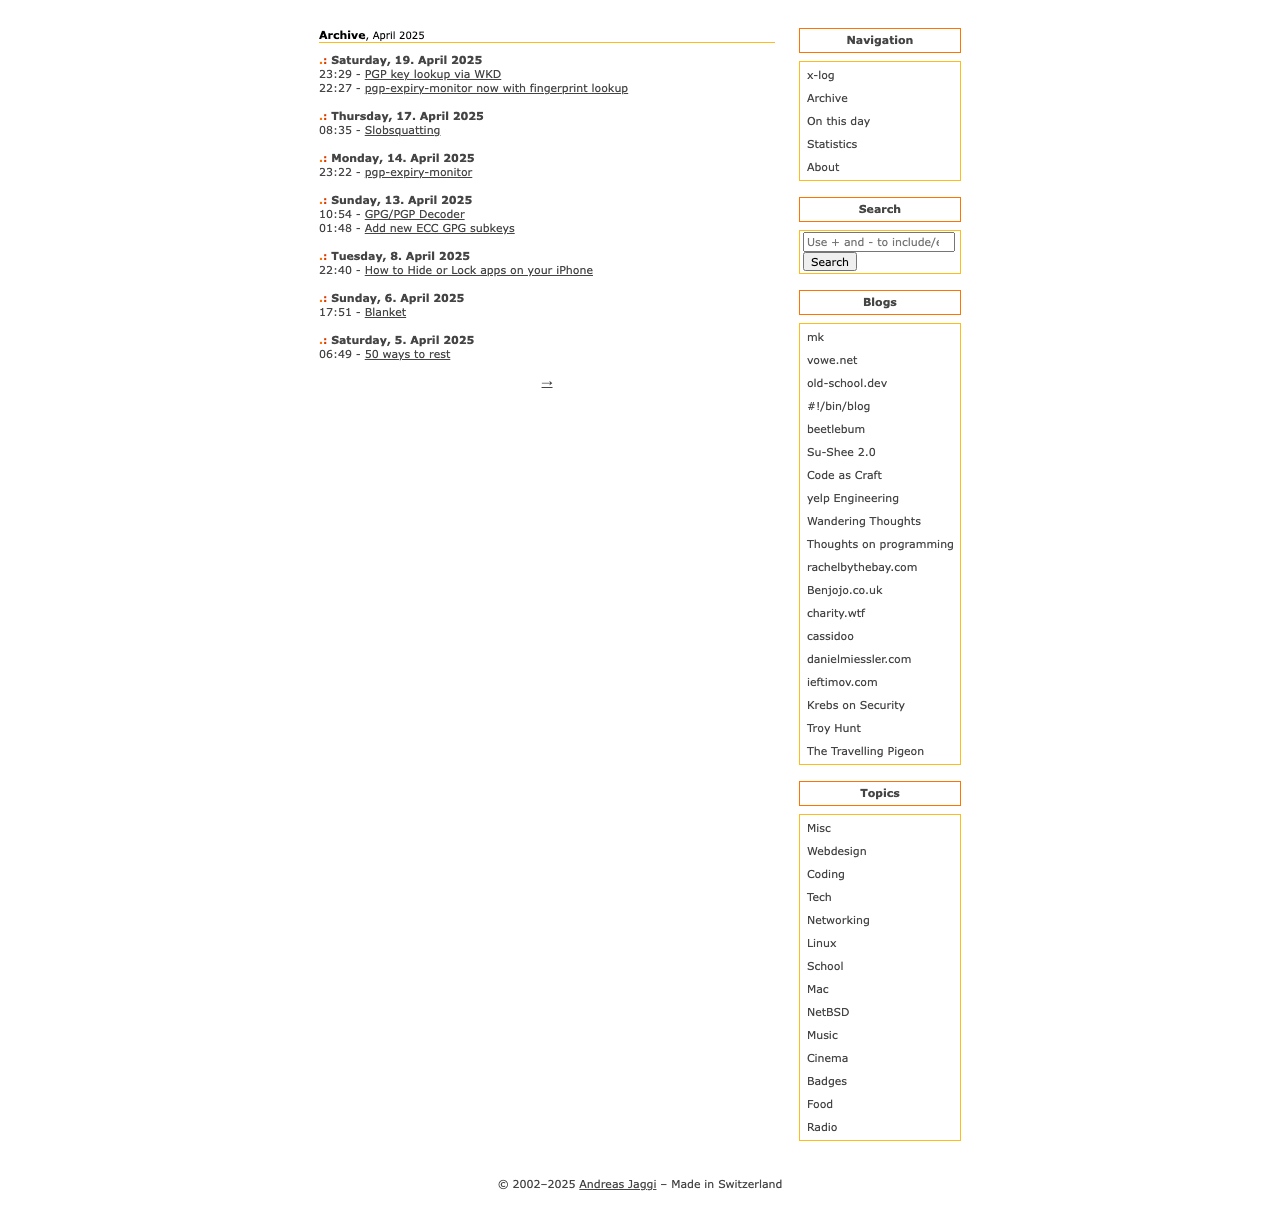 Archive, April 2025
.: Saturday, 19. April 2025
23:29 - PGP key lookup via WKD
22:27 - pgp-expiry-monitor now with fingerprint lookup
.: Thursday, 17. April 2025
08:35 - Slobsquatting
.: Monday, 14. April 2025
23:22 - pgp-expiry-monitor
.: Sunday, 13. April 2025
10:54 - GPG/PGP Decoder
01:48 - Add new ECC GPG subkeys
.: Tuesday, 8. April 2025
22:40 - How to Hide or Lock apps on your iPhone
.: Sunday, 6. April 2025
17:51 - Blanket
.: Saturday, 5. April 2025
06:49 - 50 ways to rest
→
Navigation
x-log
Archive
On this day
Statistics
About
Search
Use + and - to include/e
Search
Blogs
mk
vowe.net
old-school.dev
#!/bin/blog
beetlebum
Su-Shee 2.0
Code as Craft
yelp Engineering
Wandering Thoughts
Thoughts on programming
rachelbythebay.com
Benjojo.co.uk
charity.wtf
cassidoo
danielmiessler.com
ieftimov.com
Krebs on Security
Troy Hunt
The Travelling Pigeon
Topics
Misc
Webdesign
Coding
Tech
Networking
Linux
School
Mac
NetBSD
Music
Cinema
Badges
Food
Radio
© 2002–2025 Andreas Jaggi – Made in Switzerland